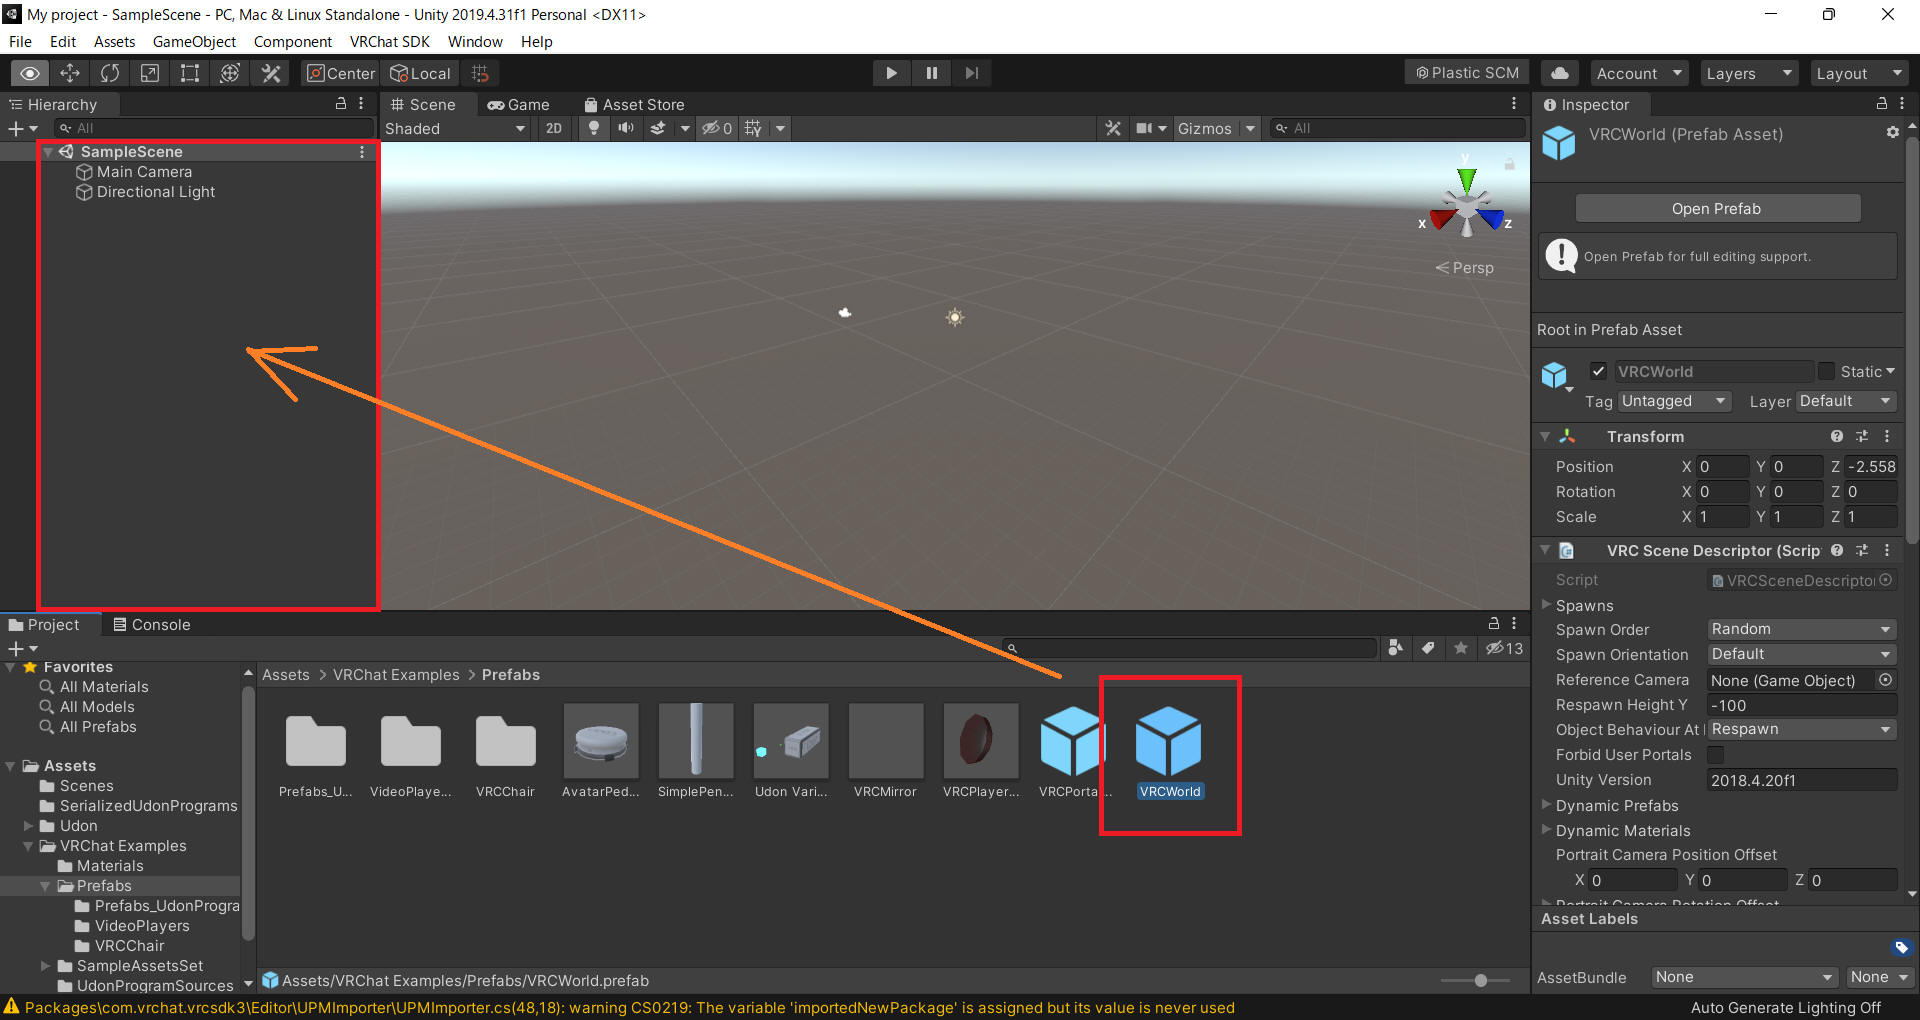 My project - SampleScene - PC, Mac & Linux Standalone - Unity 2019.4.31f1 Personal <DX11>
File Edit Assets GameObject Component VRChat SDK Window Help
Center Local Plastic SCM Account Layers Layout
Hierarchy
All
SampleScene
Main Camera
Directional Light
Scene Game Asset Store
Shaded 2D 0 Gizmos All
y
x z
Persp
Inspector
VRCWorld (Prefab Asset)
Open Prefab
Open Prefab for full editing support.
Root in Prefab Asset
VRCWorld Static
Tag Untagged Layer Default
Transform
Position X 0 Y 0 Z -2.558
Rotation X 0 Y 0 Z 0
Scale X 1 Y 1 Z 1
VRC Scene Descriptor (Scrip
Script VRCSceneDescripto
Spawns
Spawn Order Random
Spawn Orientation Default
Reference Camera None (Game Object)
Respawn Height Y -100
Object Behaviour At Respawn
Forbid User Portals
Unity Version 2018.4.20f1
Dynamic Prefabs
Dynamic Materials
Portrait Camera Position Offset
X 0 Y 0 Z 0
Portrait Camera Rotation Offset
Asset Labels
AssetBundle None None
Project Console
13
Favorites
All Materials
All Models
All Prefabs
Assets
Scenes
SerializedUdonPrograms
Udon
VRChat Examples
Materials
Prefabs
Prefabs_UdonProgra
VideoPlayers
VRCChair
SampleAssetsSet
UdonProgramSources
Assets > VRChat Examples > Prefabs
Prefabs_U... VideoPlaye... VRCChair AvatarPed... SimplePen... Udon Vari... VRCMirror VRCPlayer... VRCPorta... VRCWorld
Assets/VRChat Examples/Prefabs/VRCWorld.prefab
Packages\com.vrchat.vrcsdk3\Editor\UPMImporter\UPMImporter.cs(48,18): warning CS0219: The variable 'importedNewPackage' is assigned but its value is never used
Auto Generate Lighting Off